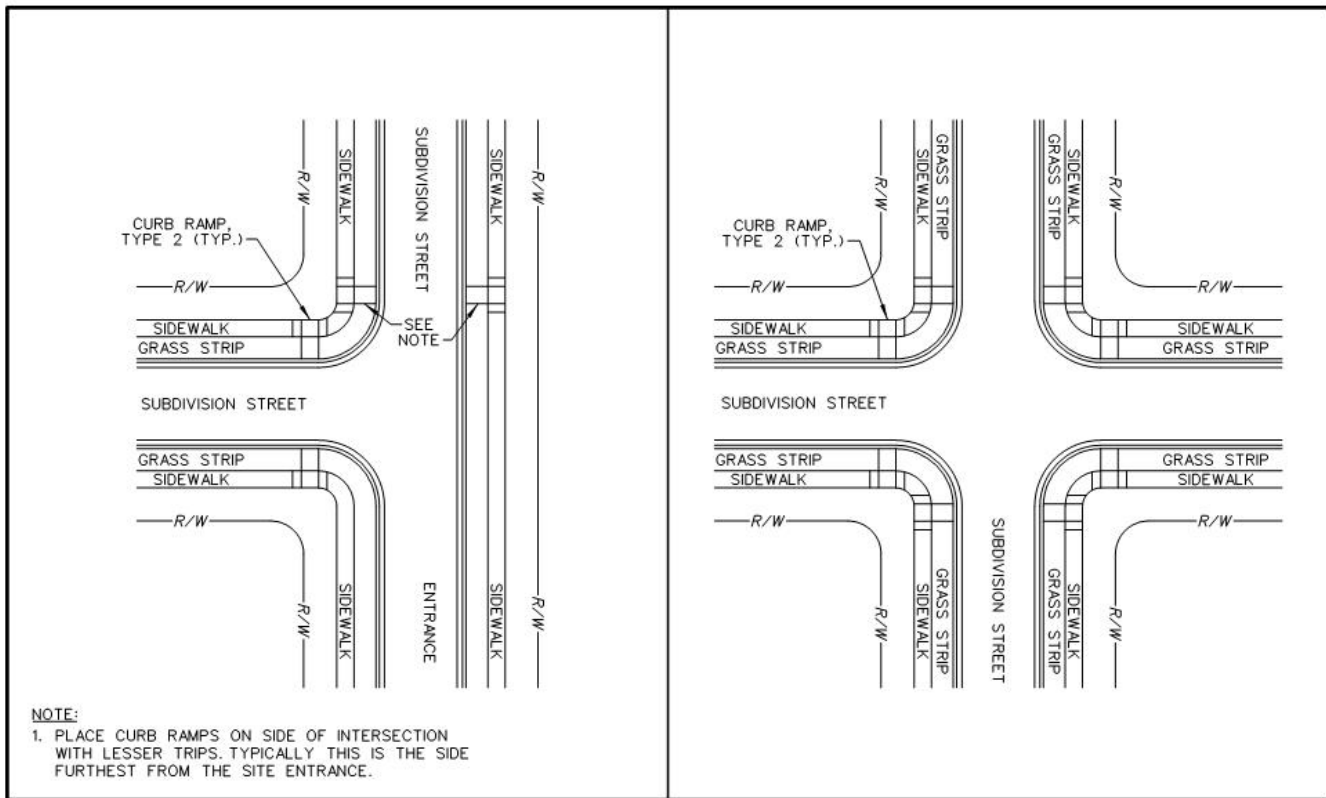 SUBDIVISION STREET
SIDEWALK
SIDEWALK
R/W
R/W
CURB RAMP,
TYPE 2 (TYP.)
R/W
SEE
NOTE
SIDEWALK
GRASS STRIP
SUBDIVISION STREET
GRASS STRIP
SIDEWALK
R/W
R/W
SIDEWALK
ENTRANCE
SIDEWALK
R/W
NOTE:
1. PLACE CURB RAMPS ON SIDE OF INTERSECTION
WITH LESSER TRIPS. TYPICALLY THIS IS THE SIDE
FURTHEST FROM THE SITE ENTRANCE.
SIDEWALK
GRASS STRIP
GRASS STRIP
SIDEWALK
R/W
R/W
CURB RAMP,
TYPE 2 (TYP.)
R/W
R/W
SIDEWALK
GRASS STRIP
SIDEWALK
GRASS STRIP
SUBDIVISION STREET
GRASS STRIP
SIDEWALK
GRASS STRIP
SIDEWALK
R/W
R/W
R/W
SIDEWALK
GRASS STRIP
SUBDIVISION STREET
GRASS STRIP
SIDEWALK
R/W